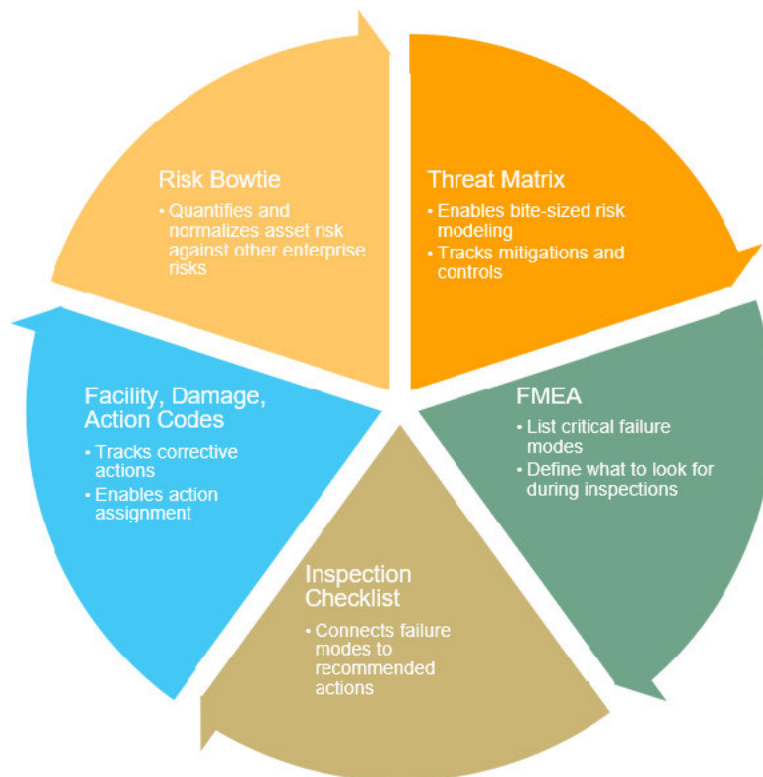 Risk Bowtie
• Quantifies and
normalizes asset risk
against other enterprise
risks
Threat Matrix
• Enables bite-sized risk
modeling
• Tracks mitigations and
controls
FMEA
• List critical failure
modes
• Define what to look for
during inspections
Inspection
Checklist
• Connects failure
modes to
recommended
actions
Facility, Damage,
Action Codes
• Tracks corrective
actions
• Enables action
assignment